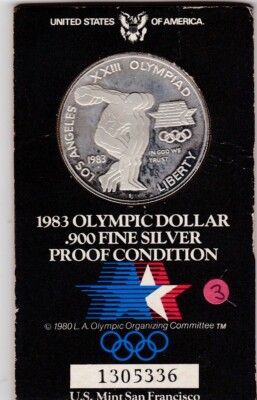 UNITED STATES OF AMERICA.
LOS ANGELES XXIII OLYMPIAD
1983
IN GOD WE
TRUST
LIBERTY
1983 OLYMPIC DOLLAR
.900 FINE SILVER
PROOF CONDITION
3
© 1980 L.A. Olympic Organizing Committee TM
1305336
U.S. Mint San Francisco